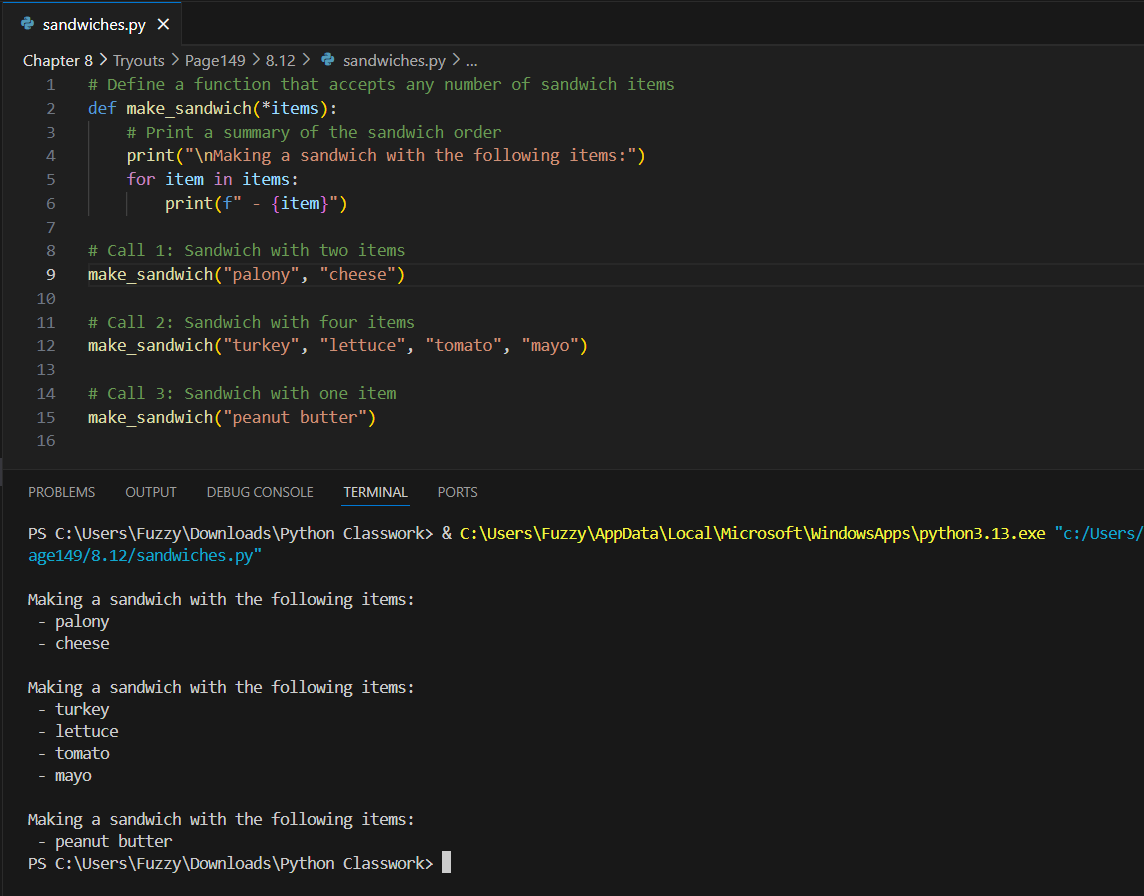 sandwiches.py
Chapter 8 > Tryouts > Page149 > 8.12 > sandwiches.py > ...
1 # Define a function that accepts any number of sandwich items
2 def make_sandwich(*items):
3     # Print a summary of the sandwich order
4     print("\nMaking a sandwich with the following items:")
5     for item in items:
6         print(f" - {item}")
7
8 # Call 1: Sandwich with two items
9 make_sandwich("palony", "cheese")
10
11 # Call 2: Sandwich with four items
12 make_sandwich("turkey", "lettuce", "tomato", "mayo")
13
14 # Call 3: Sandwich with one item
15 make_sandwich("peanut butter")
16
PROBLEMS OUTPUT DEBUG CONSOLE TERMINAL PORTS
PS C:\Users\Fuzzy\Downloads\Python Classwork> & C:\Users\Fuzzy\AppData\Local\Microsoft\WindowsApps\python3.13.exe "c:/Users/
age149/8.12/sandwiches.py"
Making a sandwich with the following items:
 - palony
 - cheese
Making a sandwich with the following items:
 - turkey
 - lettuce
 - tomato
 - mayo
Making a sandwich with the following items:
 - peanut butter
PS C:\Users\Fuzzy\Downloads\Python Classwork>